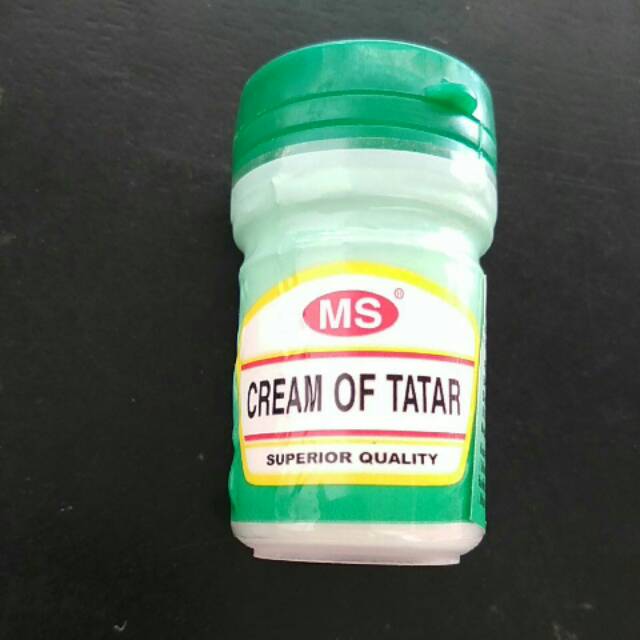 MS®
CREAM OF TATAR
SUPERIOR QUALITY